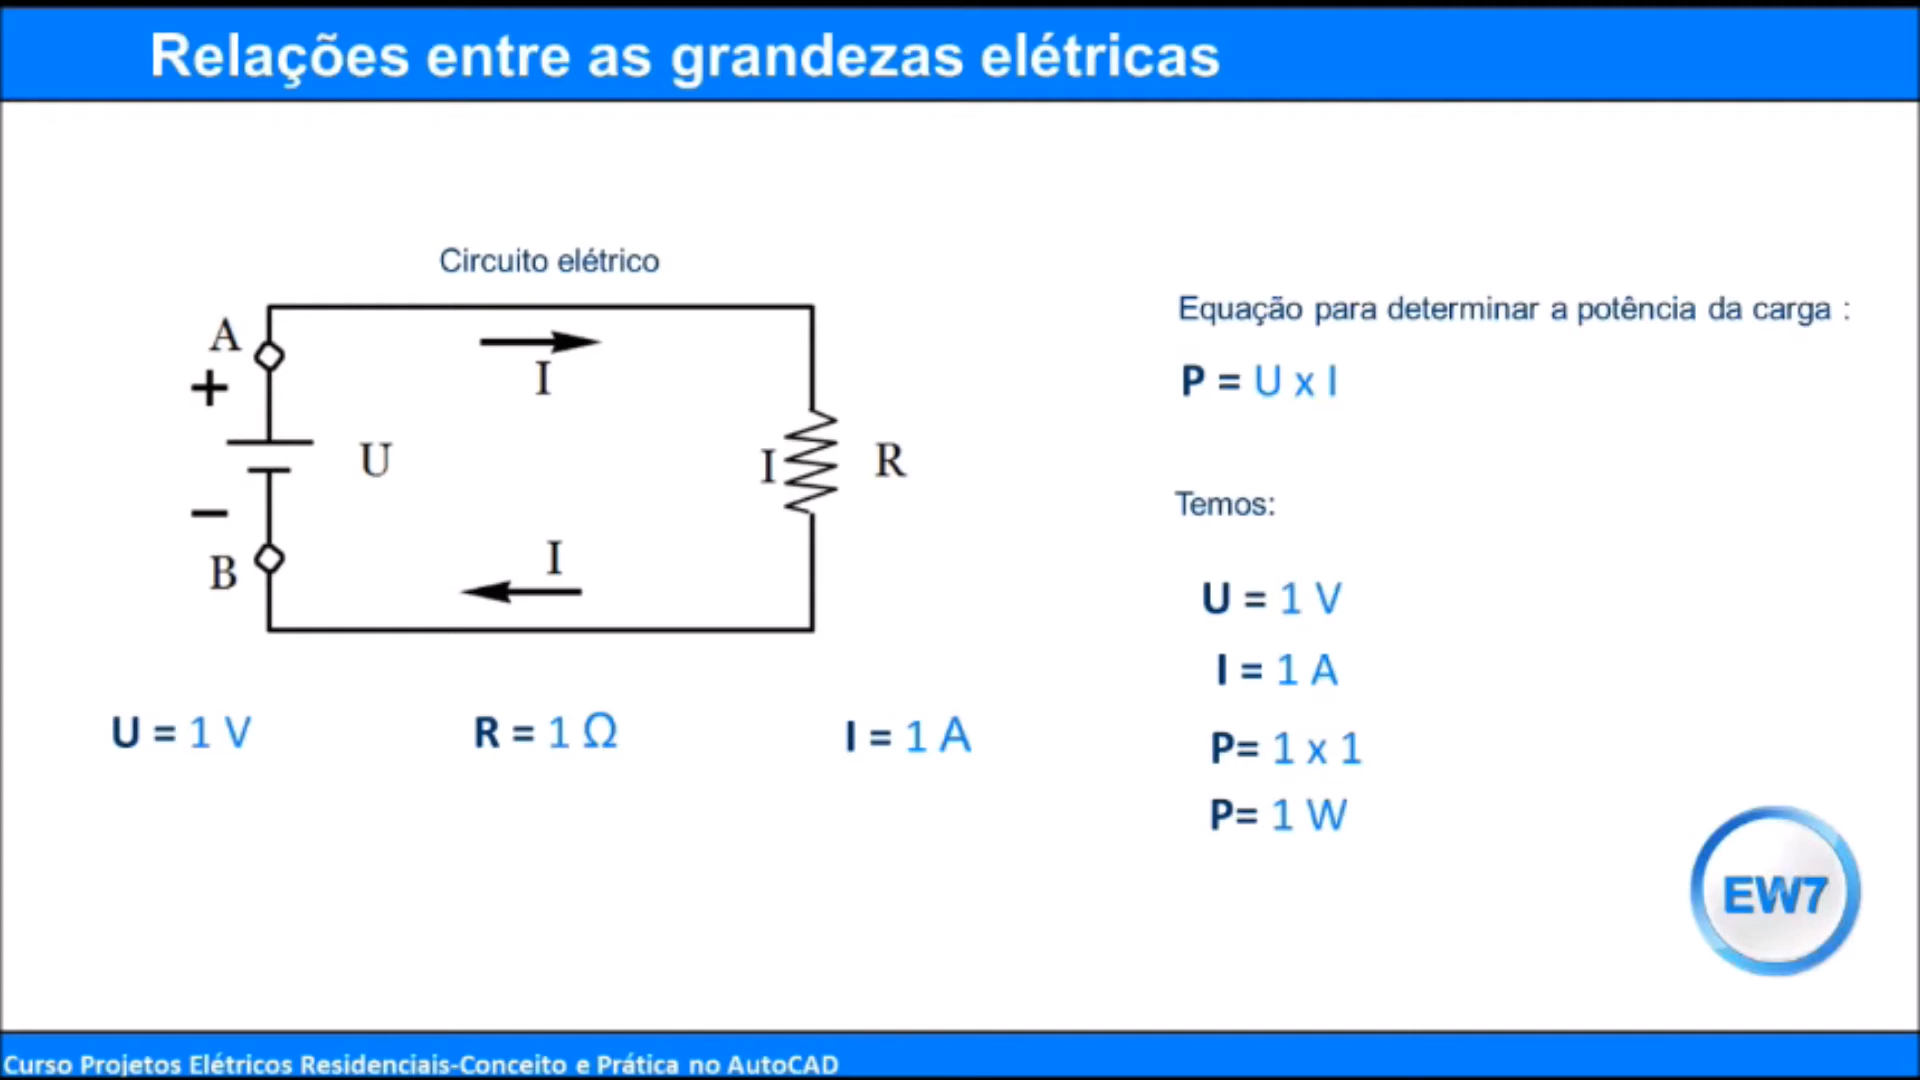 Relações entre as grandezas elétricas
Circuito elétrico
A
+
I
U
I
R
−
B
I
U = 1 V
R = 1 Ω
I = 1 A
Equação para determinar a potência da carga :
P = U x I
Temos:
U = 1 V
I = 1 A
P= 1 x 1
P= 1 W
EW7
Curso Projetos Elétricos Residenciais-Conceito e Prática no AutoCAD